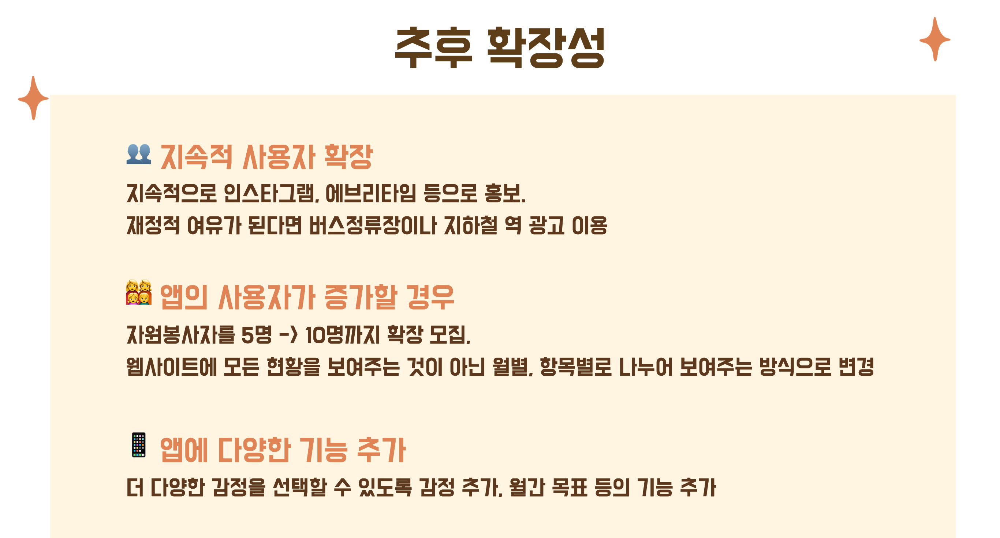 추후 확장성
👥 지속적 사용자 확장
지속적으로 인스타그램, 에브리타임 등으로 홍보.
재정적 여유가 된다면 버스정류장이나 지하철 역 광고 이용
👩‍👩‍👧‍👦 앱의 사용자가 증가할 경우
자원봉사자를 5명 -> 10명까지 확장 모집,
웹사이트에 모든 현황을 보여주는 것이 아닌 월별, 항목별로 나누어 보여주는 방식으로 변경
📱 앱에 다양한 기능 추가
더 다양한 감정을 선택할 수 있도록 감정 추가, 월간 목표 등의 기능 추가